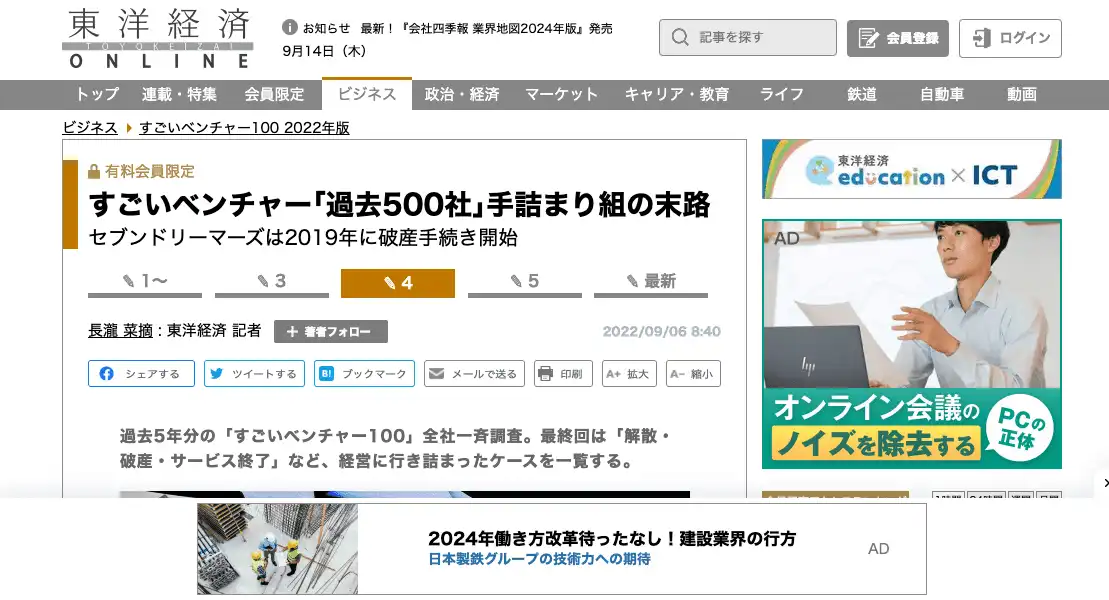 東洋経済
TOYOKEIZAI
ONLINE
お知らせ 最新！『会社四季報 業界地図2024年版』発売
9月14日（木）
記事を探す
会員登録
ログイン
トップ 連載・特集 会員限定 ビジネス 政治・経済 マーケット キャリア・教育 ライフ 鉄道 自動車 動画
ビジネス すごいベンチャー100 2022年版
有料会員限定
すごいベンチャー｢過去500社｣手詰まり組の末路
セブンドリーマーズは2019年に破産手続き開始
1〜 3 4 5 最新
長瀧 菜摘 : 東洋経済 記者 ＋ 著者フォロー 2022/09/06 8:40
シェアする ツイートする B! ブックマーク メールで送る 印刷 A+ 拡大 A− 縮小
過去5年分の「すごいベンチャー100」全社一斉調査。最終回は「解散・
破産・サービス終了」など、経営に行き詰まったケースを一覧する。
東洋経済
education × ICT
AD
hp
オンライン会議の
ノイズを除去する
PCの
正体
2024年働き方改革待ったなし！建設業界の行方
日本製鉄グループの技術力への期待
AD